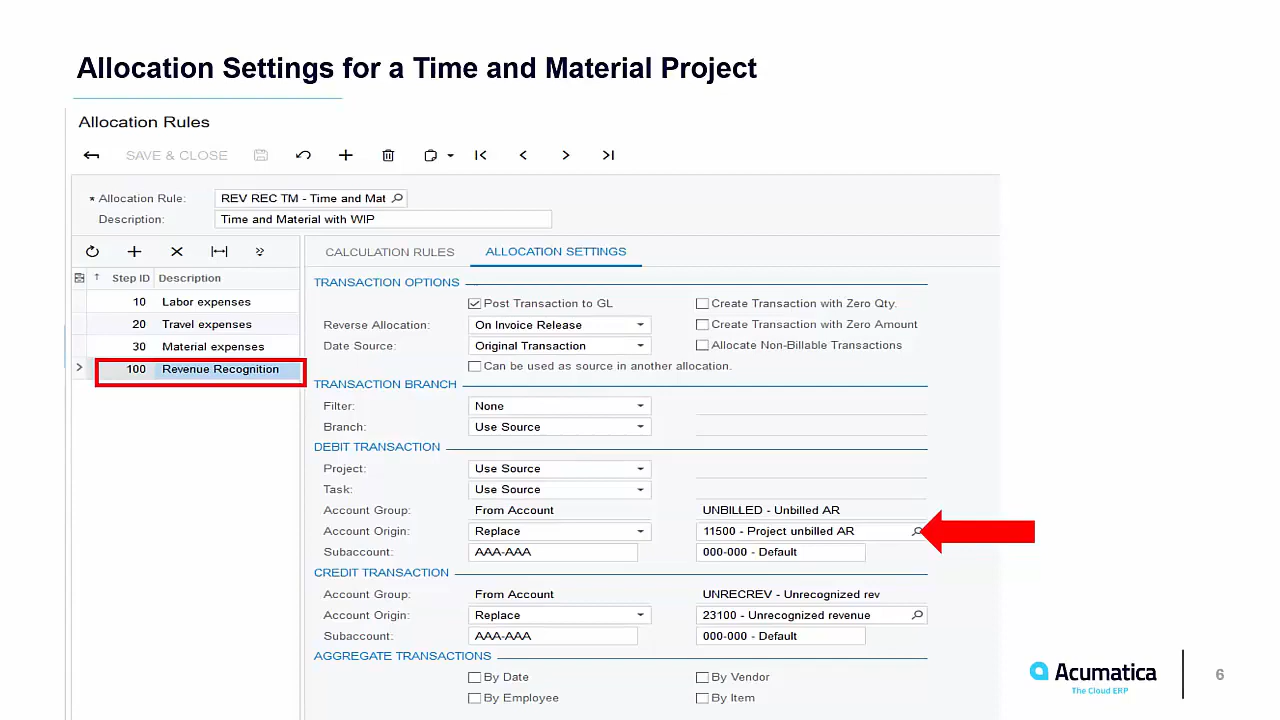 Allocation Settings for a Time and Material Project
Allocation Rules
SAVE & CLOSE
* Allocation Rule: REV REC TM - Time and Mat
Description: Time and Material with WIP
CALCULATION RULES ALLOCATION SETTINGS
Step ID Description
10 Labor expenses
20 Travel expenses
30 Material expenses
100 Revenue Recognition
TRANSACTION OPTIONS
Post Transaction to GL Create Transaction with Zero Qty.
Reverse Allocation: On Invoice Release Create Transaction with Zero Amount
Date Source: Original Transaction Allocate Non-Billable Transactions
Can be used as source in another allocation.
TRANSACTION BRANCH
Filter: None
Branch: Use Source
DEBIT TRANSACTION
Project: Use Source
Task: Use Source
Account Group: From Account UNBILLED - Unbilled AR
Account Origin: Replace 11500 - Project unbilled AR
Subaccount: AAA-AAA 000-000 - Default
CREDIT TRANSACTION
Account Group: From Account UNRECREV - Unrecognized rev
Account Origin: Replace 23100 - Unrecognized revenue
Subaccount: AAA-AAA 000-000 - Default
AGGREGATE TRANSACTIONS
By Date By Vendor
By Employee By Item
Acumatica
The Cloud ERP
6